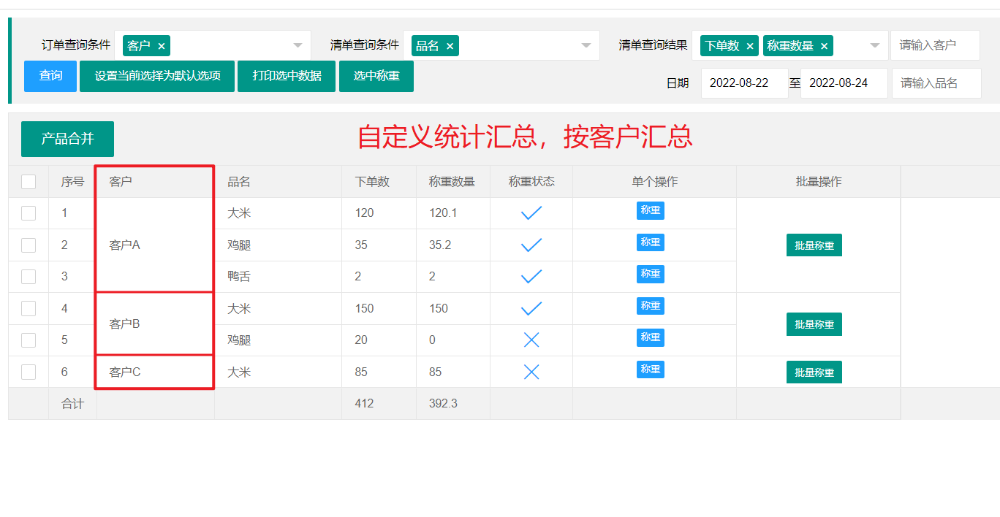 订单查询条件 客户 × 清单查询条件 品名 × 清单查询结果 下单数 × 称重数量 × 请输入客户
查询 设置当前选择为默认选项 打印选中数据 选中称重 日期 2022-08-22 至 2022-08-24 请输入品名
产品合并 自定义统计汇总，按客户汇总
序号 客户 品名 下单数 称重数量 称重状态 单个操作 批量操作
1 大米 120 120.1 称重
2 客户A 鸡腿 35 35.2 称重 批量称重
3 鸭舌 2 2 称重
4 大米 150 150 称重
客户B 批量称重
5 鸡腿 20 0 称重
6 客户C 大米 85 85 称重 批量称重
合计 412 392.3